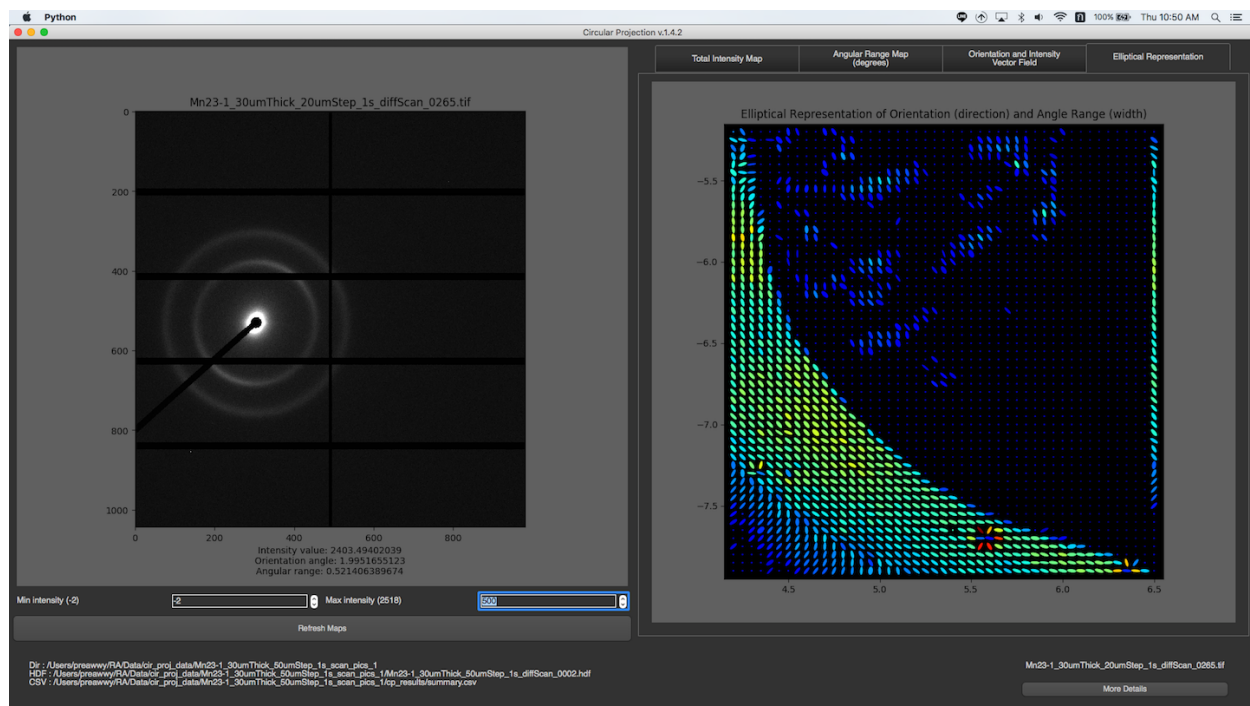 Python
100%
Thu 10:50 AM
Circular Projection v.1.4.2
Mn23-1_30umThick_20umStep_1s_diffScan_0265.tif
0
200
400
600
800
1000
0 200 400 600 800
Intensity value: 2403.49402039
Orientation angle: 1.9951655123
Angular range: 0.521406389674
Min intensity (-2)
-2
Max intensity (2518)
500
Refresh Maps
Total Intensity Map
Angular Range Map
(degrees)
Orientation and Intensity
Vector Field
Elliptical Representation
Elliptical Representation of Orientation (direction) and Angle Range (width)
−5.5
−6.0
−6.5
−7.0
−7.5
4.5 5.0 5.5 6.0 6.5
Dir : /Users/preawwy/RA/Data/cir_proj_data/Mn23-1_30umThick_50umStep_1s_scan_pics_1
HDF : /Users/preawwy/RA/Data/cir_proj_data/Mn23-1_30umThick_50umStep_1s_scan_pics_1/Mn23-1_30umThick_50umStep_1s_diffScan_0002.hdf
CSV : /Users/preawwy/RA/Data/cir_proj_data/Mn23-1_30umThick_50umStep_1s_scan_pics_1/cp_results/summary.csv
Mn23-1_30umThick_20umStep_1s_diffScan_0265.tif
More Details